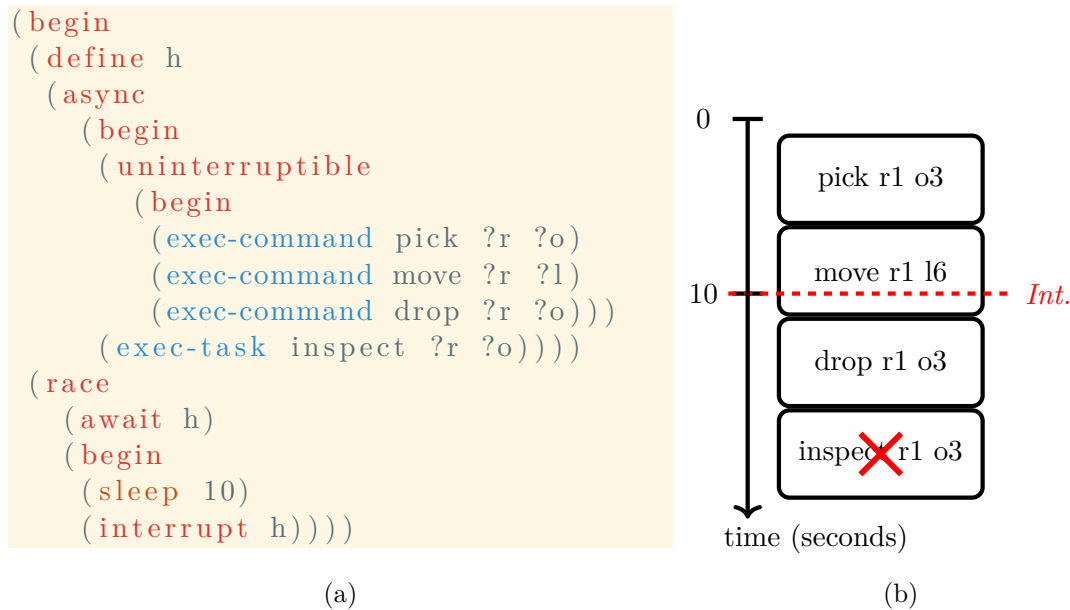 (begin
(define h
(async
(begin
(uninterruptible
(begin
(exec-command pick ?r ?o)
(exec-command move ?r ?l)
(exec-command drop ?r ?o)))
(exec-task inspect ?r ?o))))
(race
(await h)
(begin
(sleep 10)
(interrupt h))))
(a)
0
pick r1 o3
move r1 l6
10
Int.
drop r1 o3
inspect r1 o3
time (seconds)
(b)